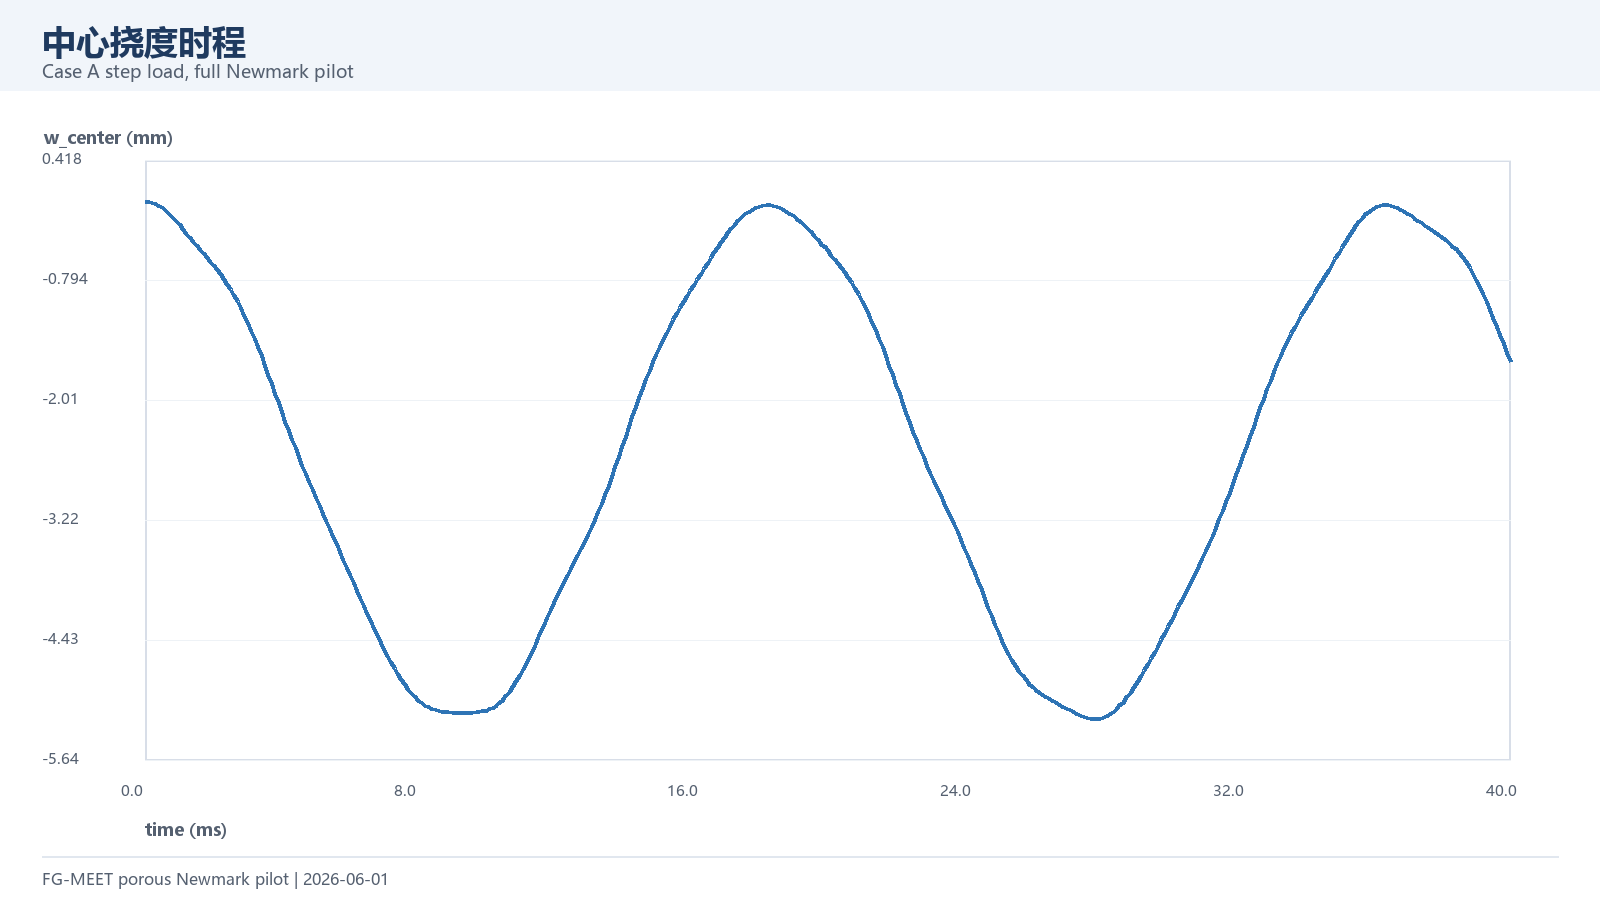 中心挠度时程
Case A step load, full Newmark pilot
w_center (mm)
0.418
-0.794
-2.01
-3.22
-4.43
-5.64
0.0 8.0 16.0 24.0 32.0 40.0
time (ms)
FG-MEET porous Newmark pilot | 2026-06-01